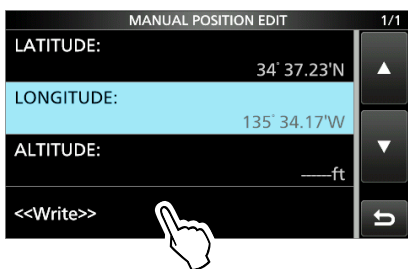 MANUAL POSITION EDIT 1/1
LATITUDE:
34°37.23'N
LONGITUDE:
135°34.17'W
ALTITUDE:
------ft
<<Write>>